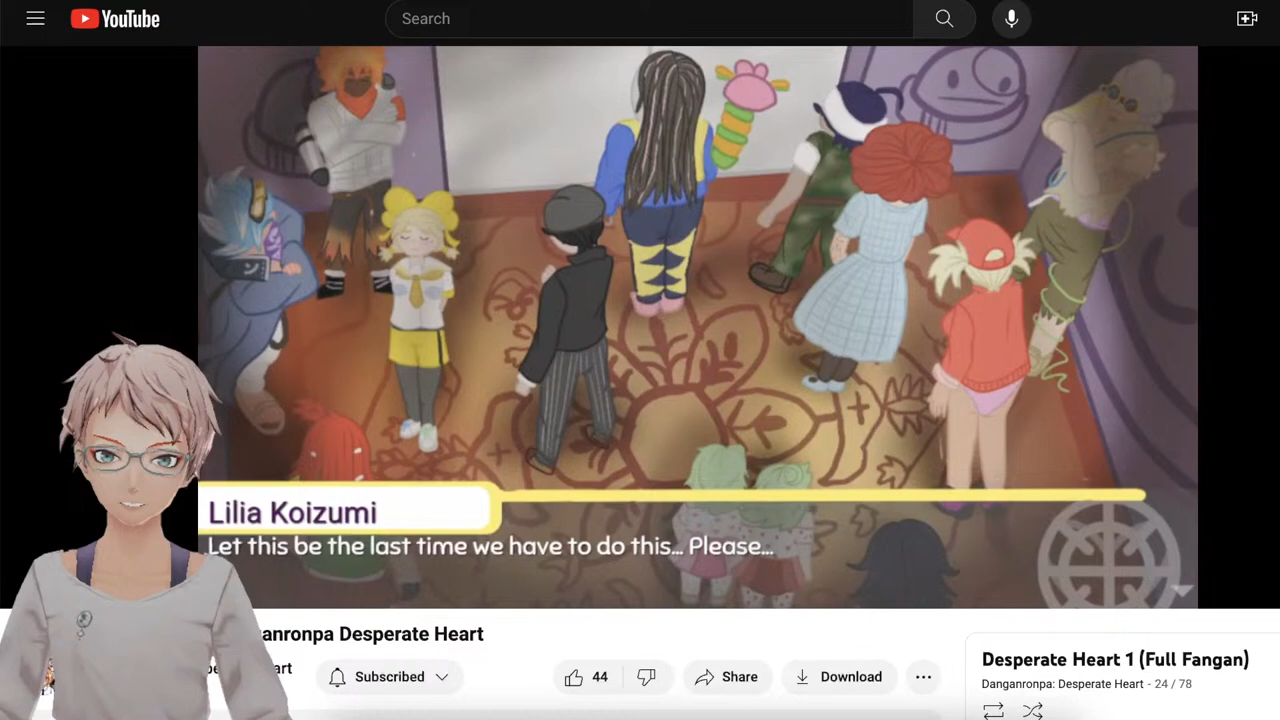 YouTube
Search
Lilia Koizumi
Let this be the last time we have to do this... Please...
anronpa Desperate Heart
art
Subscribed
44
Share
Download
Desperate Heart 1 (Full Fangan)
Danganronpa: Desperate Heart - 24 / 78